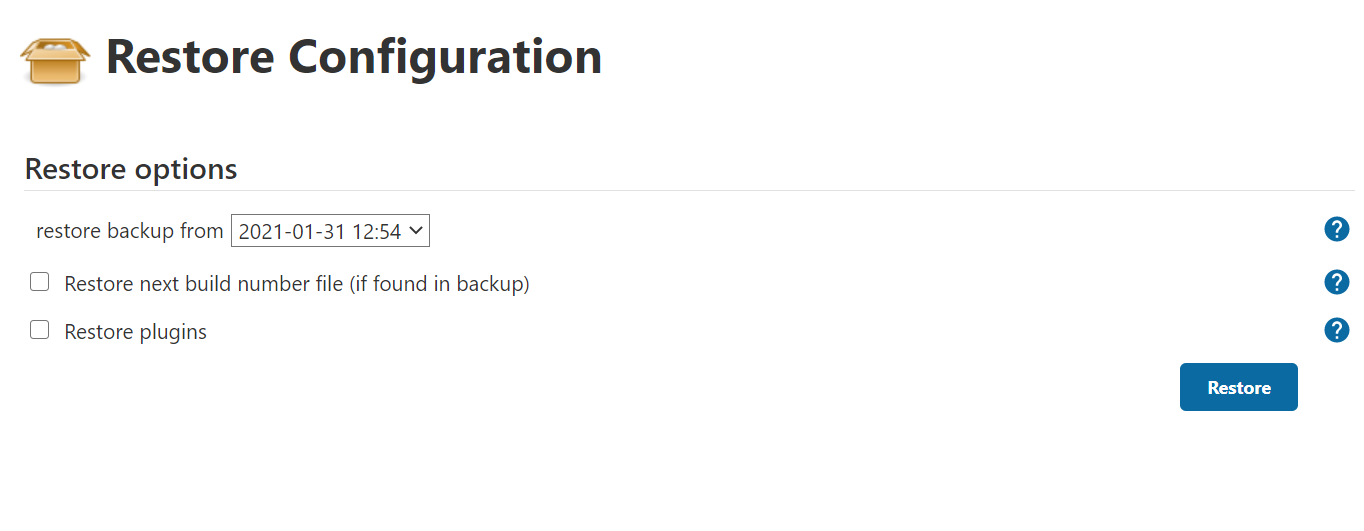 Restore Configuration
Restore options
restore backup from 2021-01-31 12:54
?
Restore next build number file (if found in backup)
?
Restore plugins
?
Restore